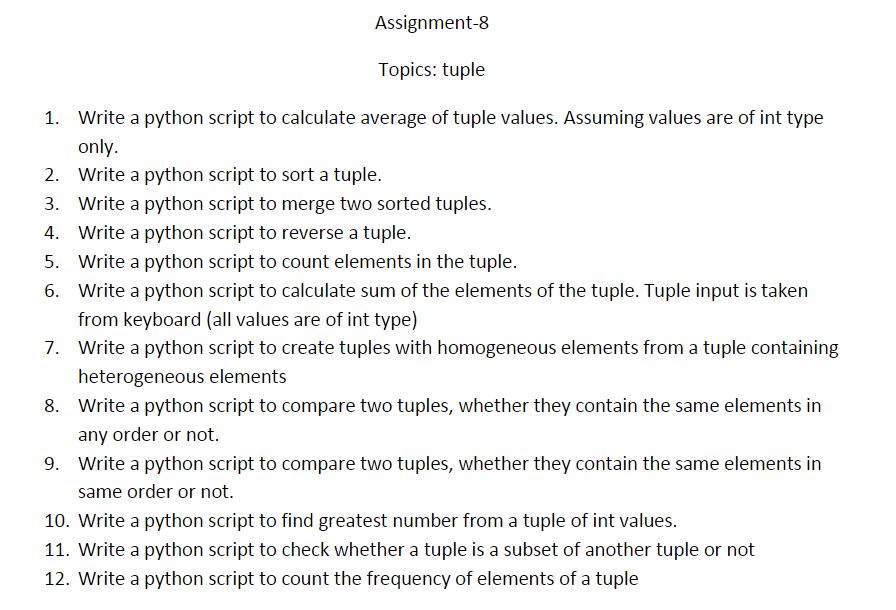 Assignment-8
Topics: tuple
1. Write a python script to calculate average of tuple values. Assuming values are of int type
only.
2. Write a python script to sort a tuple.
3. Write a python script to merge two sorted tuples.
4. Write a python script to reverse a tuple.
5. Write a python script to count elements in the tuple.
6. Write a python script to calculate sum of the elements of the tuple. Tuple input is taken
from keyboard (all values are of int type)
7. Write a python script to create tuples with homogeneous elements from a tuple containing
heterogeneous elements
8. Write a python script to compare two tuples, whether they contain the same elements in
any order or not.
9. Write a python script to compare two tuples, whether they contain the same elements in
same order or not.
10. Write a python script to find greatest number from a tuple of int values.
11. Write a python script to check whether a tuple is a subset of another tuple or not
12. Write a python script to count the frequency of elements of a tuple